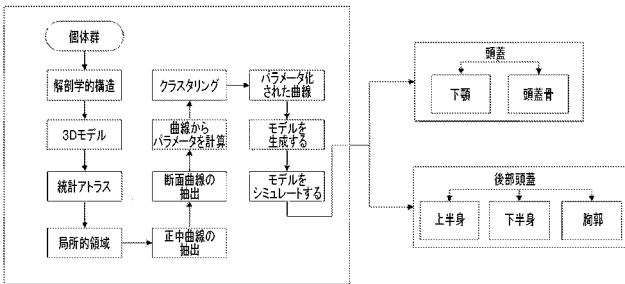 個体群
解剖学的構造
3Dモデル
統計アトラス
局所的領域
正中曲線の
抽出
断面曲線の
抽出
曲線から
パラメータを計算
クラスタリング
パラメータ化
された曲線
モデルを
生成する
モデルを
シミュレートする
頭蓋
下顎
頭蓋骨
後部頭蓋
上半身
下半身
胸郭